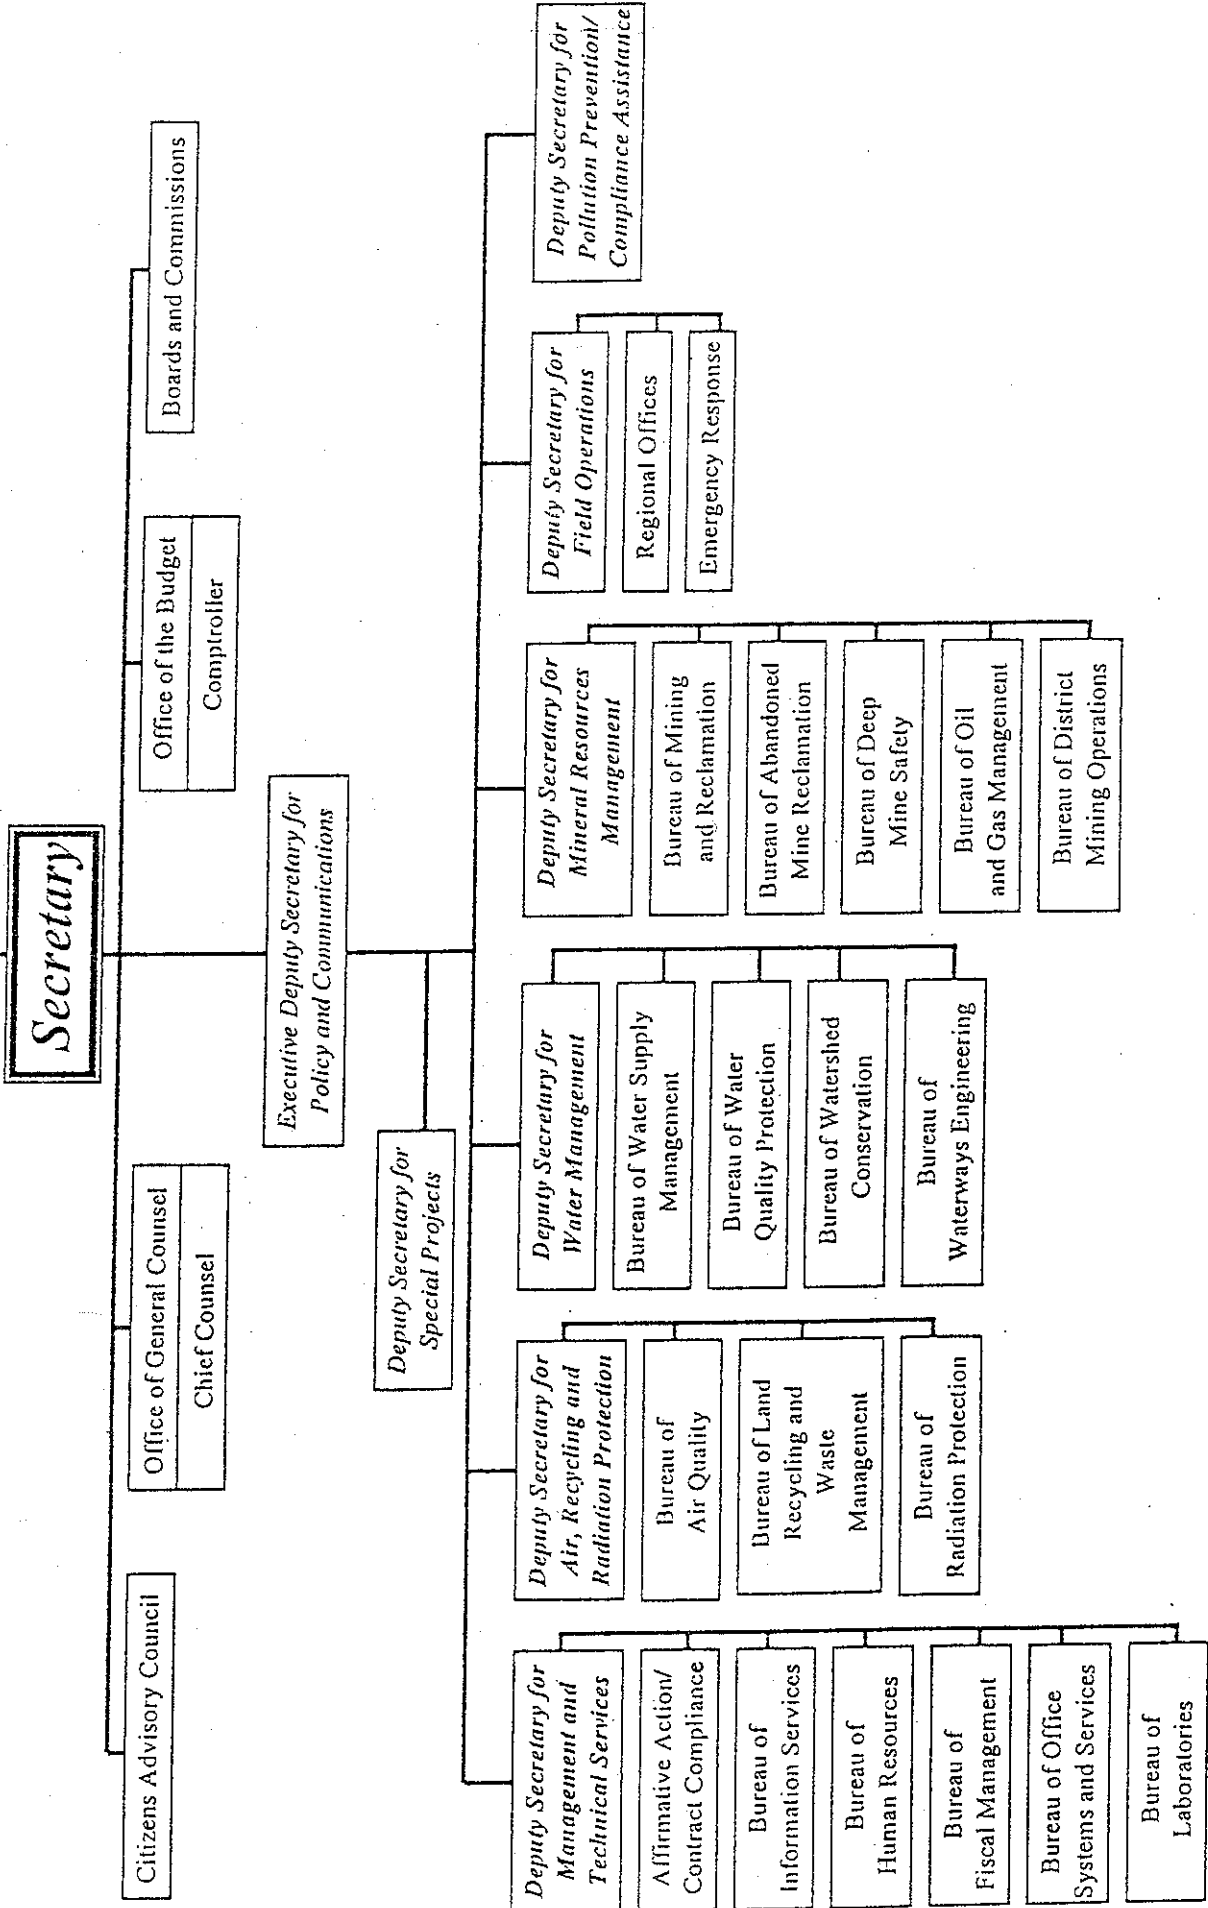 Secretary
Citizens Advisory Council
Office of General Counsel
Chief Counsel
Office of the Budget
Comptroller
Boards and Commissions
Executive Deputy Secretary for
Policy and Communications
Deputy Secretary for
Special Projects
Deputy Secretary for
Management and
Technical Services
Affirmative Action/
Contract Compliance
Bureau of
Information Services
Bureau of
Human Resources
Bureau of
Fiscal Management
Bureau of Office
Systems and Services
Bureau of
Laboratories
Deputy Secretary for
Air, Recycling and
Radiation Protection
Bureau of
Air Quality
Bureau of Land
Recycling and
Waste
Management
Bureau of
Radiation Protection
Deputy Secretary for
Water Management
Bureau of Water Supply
Management
Bureau of Water
Quality Protection
Bureau of Watershed
Conservation
Bureau of
Waterways Engineering
Deputy Secretary for
Mineral Resources
Management
Bureau of Mining
and Reclamation
Bureau of Abandoned
Mine Reclamation
Bureau of Deep
Mine Safety
Bureau of Oil
and Gas Management
Bureau of District
Mining Operations
Deputy Secretary for
Field Operations
Regional Offices
Emergency Response
Deputy Secretary for
Pollution Prevention/
Compliance Assistance